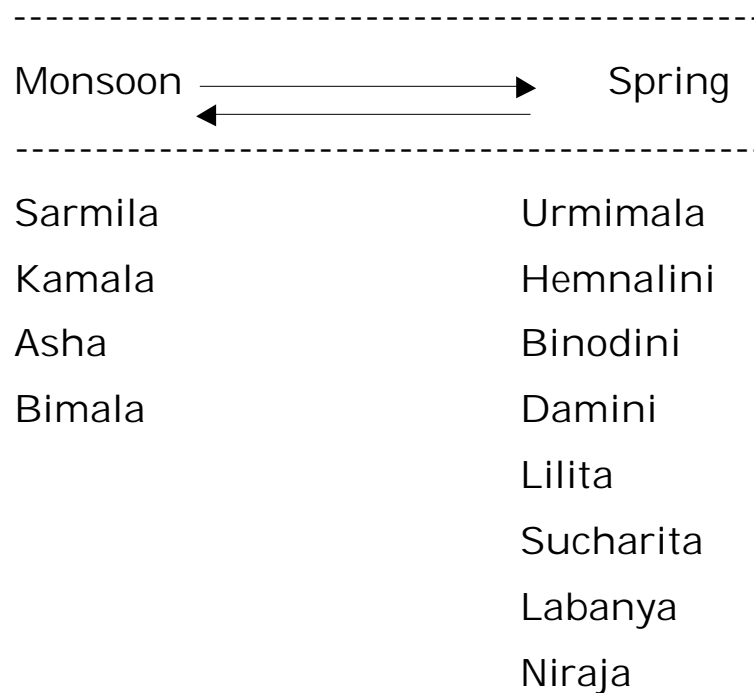 Monsoon Spring
Sarmila Urmimala
Kamala Hemnalini
Asha Binodini
Bimala Damini
Lilita
Sucharita
Labanya
Niraja